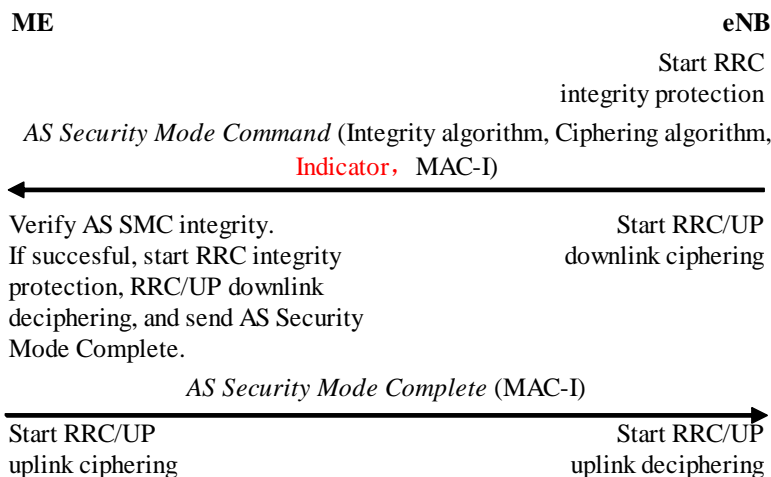 ME eNB
Start RRC
integrity protection
AS Security Mode Command (Integrity algorithm, Ciphering algorithm,
Indicator， MAC-I)
Verify AS SMC integrity.
If succesful, start RRC integrity
protection, RRC/UP downlink
deciphering, and send AS Security
Mode Complete.
Start RRC/UP
downlink ciphering
AS Security Mode Complete (MAC-I)
Start RRC/UP
uplink ciphering
Start RRC/UP
uplink deciphering